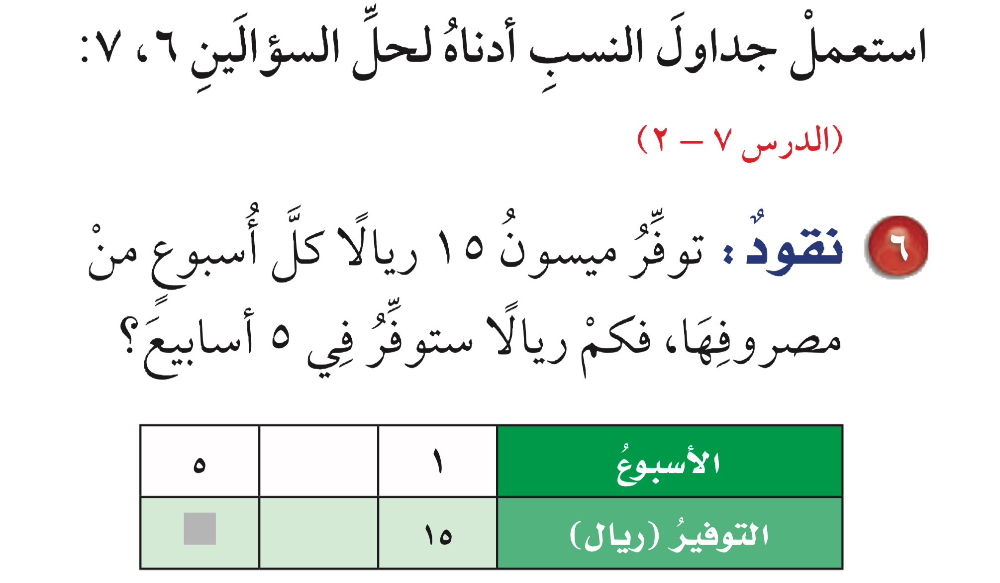 استعملْ جداولَ النسبِ أدناهُ لحلِّ السؤالَينِ ٦، ٧:
(الدرس ٧ – ٢)
٦ نقودٌ: توفِّرُ ميسونُ ١٥ ريالًا كلَّ أُسبوعٍ منْ
مصروفِهَا، فكمْ ريالًا ستوفِّرُ فِي ٥ أسابيعَ؟
الأسبوعُ ١ ٥
التوفيرُ (ريال) ١٥